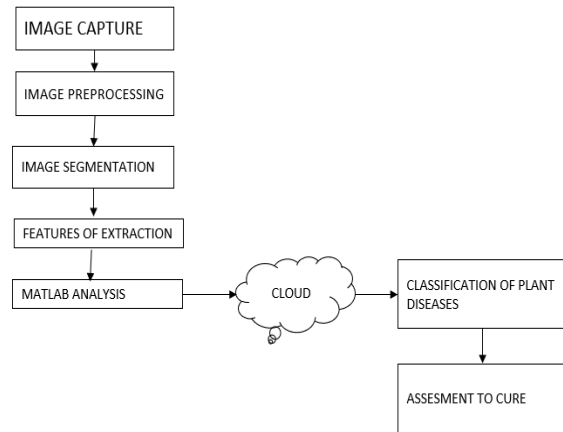 IMAGE CAPTURE
IMAGE PREPROCESSING
IMAGE SEGMENTATION
FEATURES OF EXTRACTION
MATLAB ANALYSIS
CLOUD
CLASSIFICATION OF PLANT
DISEASES
ASSESMENT TO CURE